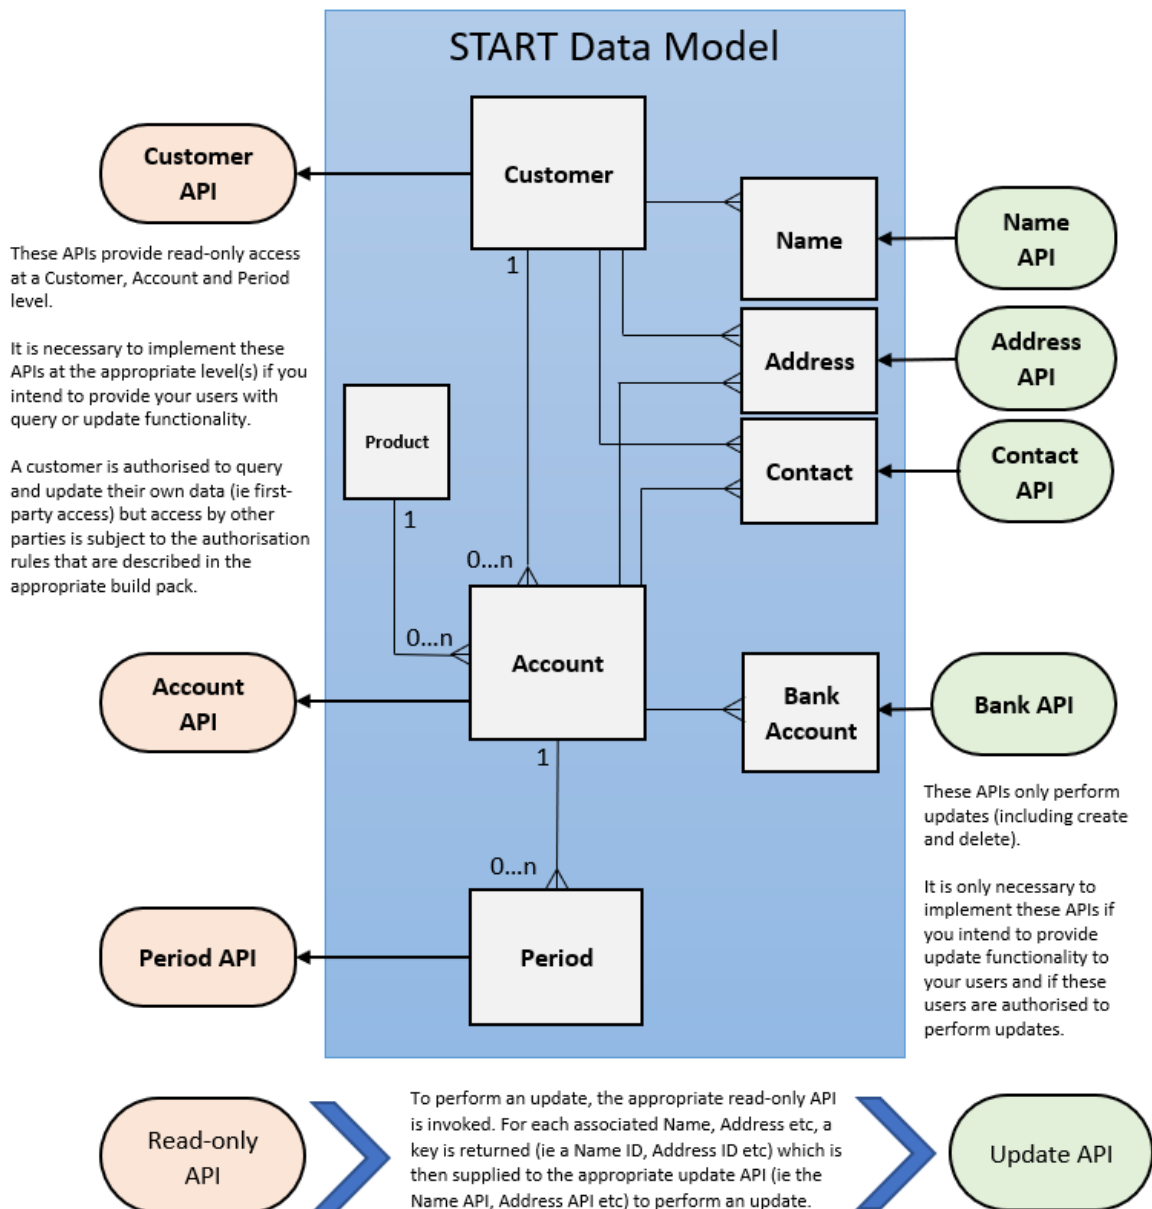 START Data Model
Customer
API
Customer
Name
Name
API
These APIs provide read-only access
at a Customer, Account and Period
level.
It is necessary to implement these
APIs at the appropriate level(s) if you
intend to provide your users with
query or update functionality.
A customer is authorised to query
and update their own data (ie first-
party access) but access by other
parties is subject to the authorisation
rules that are described in the
appropriate build pack.
1
Address
Address
API
Product
1
Contact
Contact
API
0...n
0...n
Account
API
Account
1
Bank
Account
Bank API
These APIs only perform
updates (including create
and delete).
It is only necessary to
implement these APIs if
you intend to provide
update functionality to
your users and if these
users are authorised to
perform updates.
0...n
Period API
Period
Read-only
API
To perform an update, the appropriate read-only API
is invoked. For each associated Name, Address etc, a
key is returned (ie a Name ID, Address ID etc) which is
then supplied to the appropriate update API (ie the
Name API, Address API etc) to perform an update.
Update API